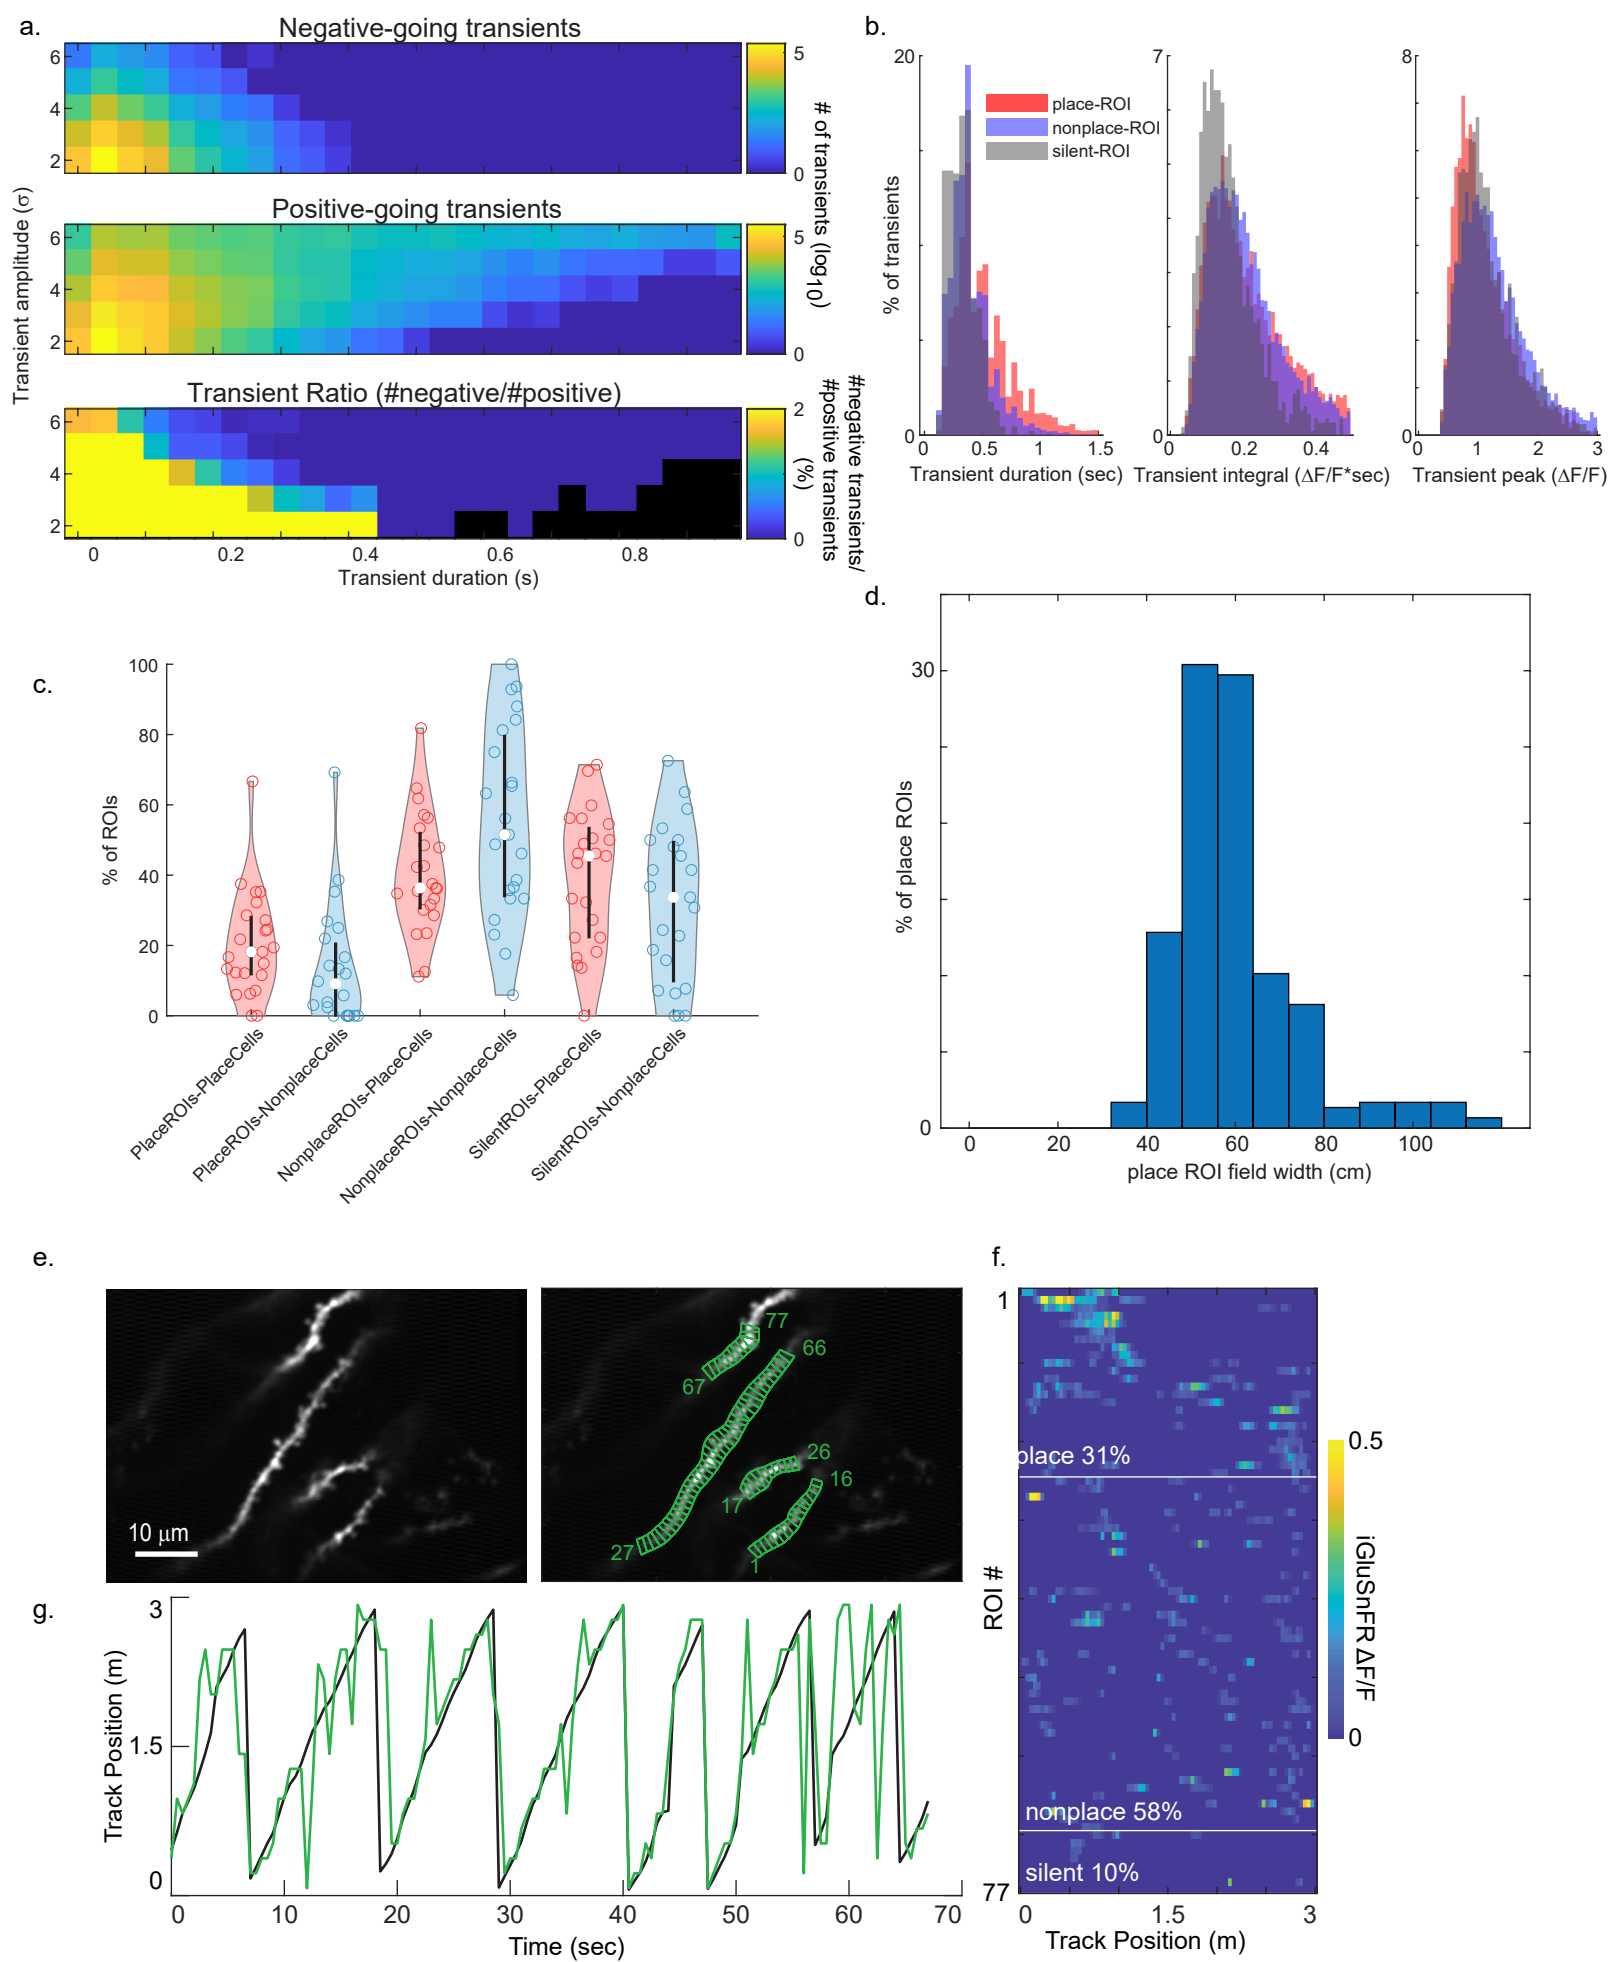 a.
Negative-going transients
6
4
2
5
0
Positive-going transients
6
4
2
5
0
# of transients (log10)
Transient amplitude (σ)
Transient Ratio (#negative/#positive)
6
4
2
2
0
#negative transients/
#positive transients
(%)
0 0.2 0.4 0.6 0.8
Transient duration (s)
b.
20
0
% of transients
place-ROI
nonplace-ROI
silent-ROI
0 0.5 1 1.5
Transient duration (sec)
7
0
0 0.2 0.4
Transient integral (ΔF/F*sec)
8
0
0 1 2 3
Transient peak (ΔF/F)
c.
100
80
60
40
20
0
% of ROIs
PlaceROIs-PlaceCells
PlaceROIs-NonplaceCells
NonplaceROIs-PlaceCells
NonplaceROIs-NonplaceCells
SilentROIs-PlaceCells
SilentROIs-NonplaceCells
d.
30
0
% of place ROIs
0 20 40 60 80 100
place ROI field width (cm)
e.
10 μm
77
66
67
26
16
17
27
1
f.
1
77
ROI #
place 31%
nonplace 58%
silent 10%
0 1.5 3
Track Position (m)
0.5
0
iGluSnFR ΔF/F
g.
3
1.5
0
Track Position (m)
0 10 20 30 40 50 60 70
Time (sec)